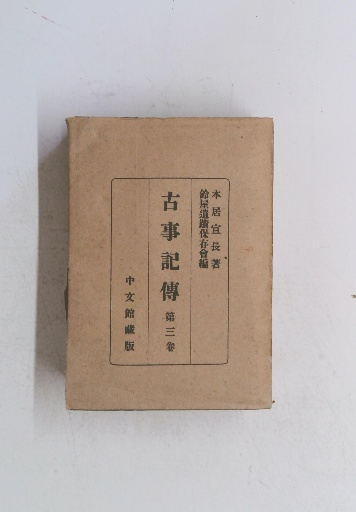 本居宣長著
鈴屋遺蹟保存會編
古事記傳 第三卷
中文館藏版